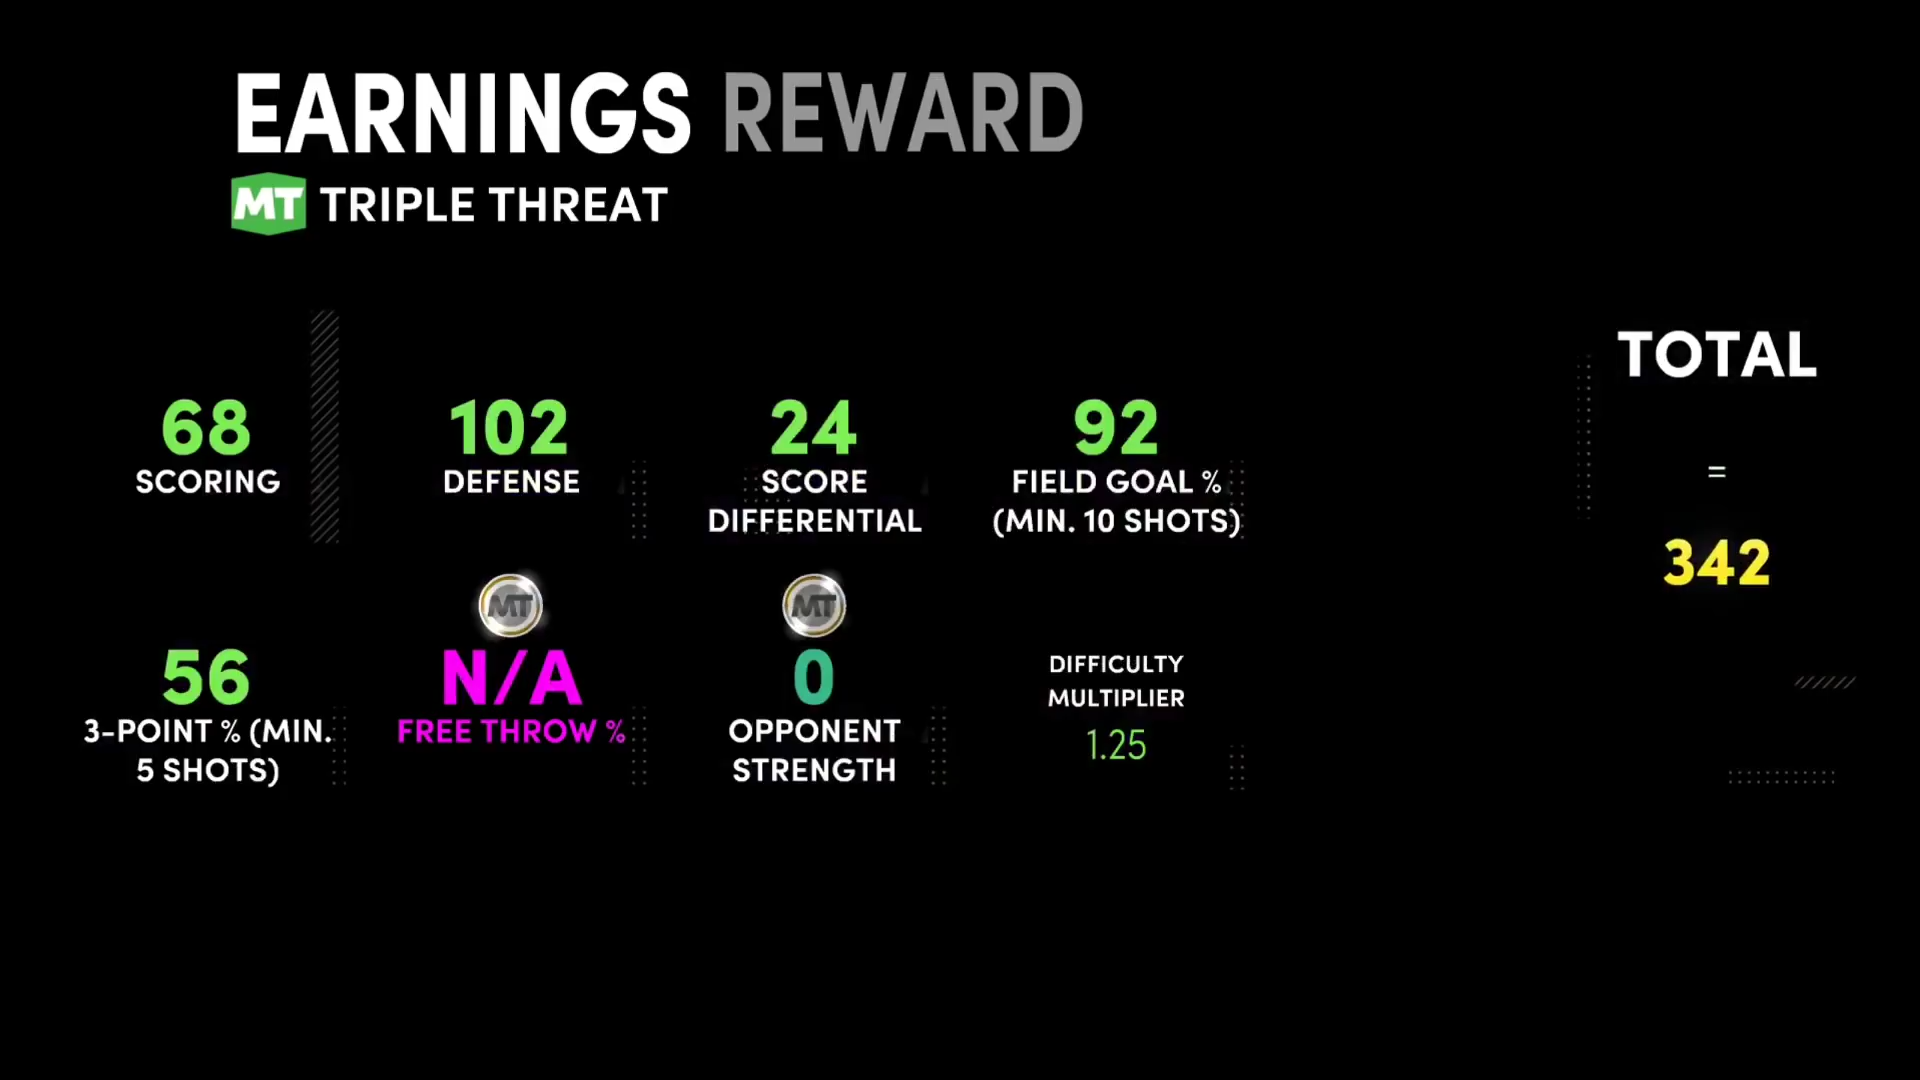 EARNINGS REWARD
MT TRIPLE THREAT
TOTAL
68
SCORING
102
DEFENSE
24
SCORE
DIFFERENTIAL
92
FIELD GOAL %
(MIN. 10 SHOTS)
=
342
56
3-POINT % (MIN.
5 SHOTS)
MT
N/A
FREE THROW %
MT
0
OPPONENT
STRENGTH
DIFFICULTY
MULTIPLIER
1.25